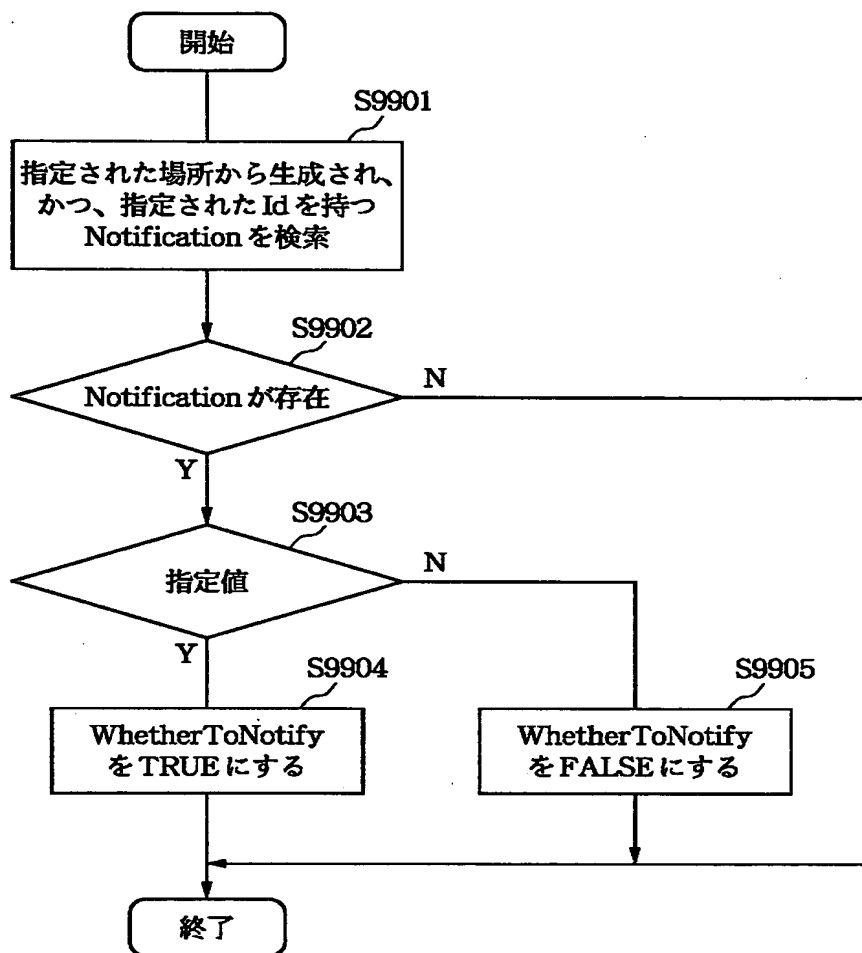 開始
S9901
指定された場所から生成され、
かつ、指定されたIdを持つ
Notificationを検索
S9902
Notificationが存在
N
Y
S9903
指定値
N
Y
S9904
WhetherToNotify
をTRUEにする
S9905
WhetherToNotify
をFALSEにする
終了